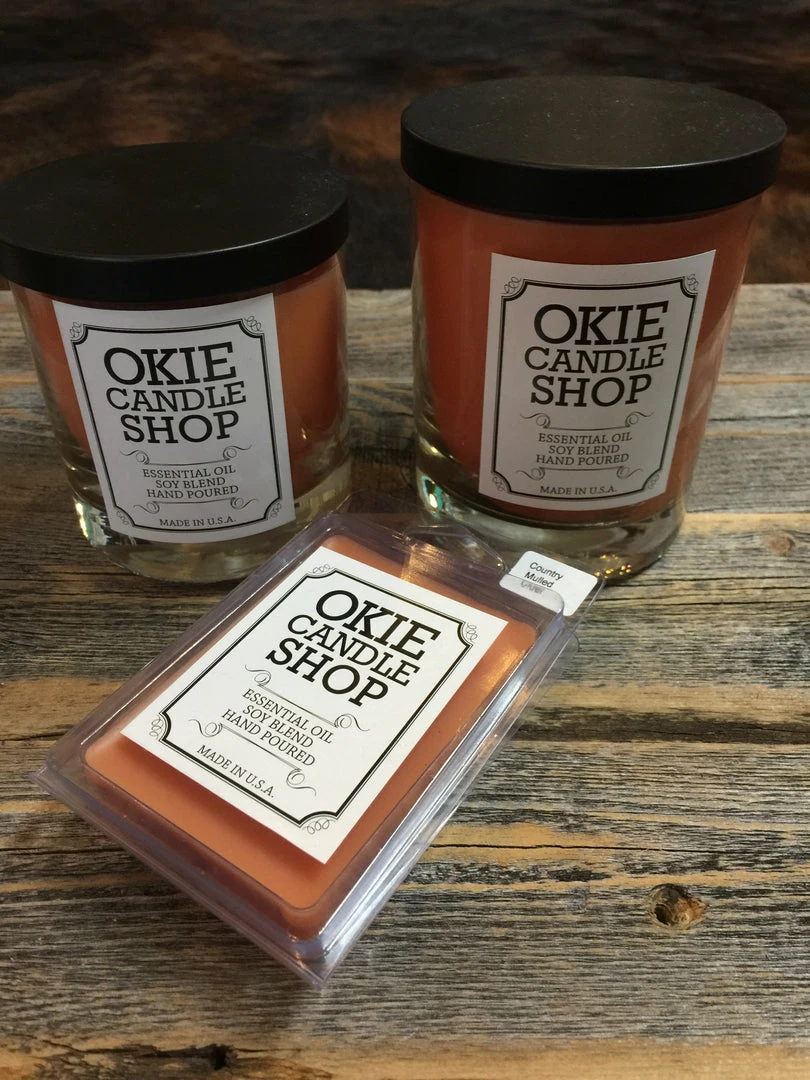 OKIE
CANDLE
SHOP
ESSENTIAL OIL
SOY BLEND
HAND POURED
MADE IN U.S.A.
OKIE
CANDLE
SHOP
ESSENTIAL OIL
SOY BLEND
HAND POURED
MADE IN U.S.A.
Country
Mulled
OKIE
CANDLE
SHOP
ESSENTIAL OIL
SOY BLEND
HAND POURED
MADE IN U.S.A.